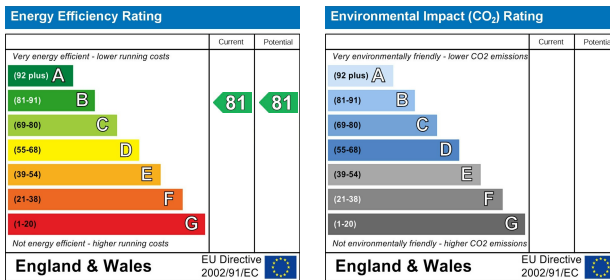 Energy Efficiency Rating
Current Potential
Very energy efficient - lower running costs
(92 plus) A
(81-91) B
81 81
(69-80) C
(55-68) D
(39-54) E
(21-38) F
(1-20) G
Not energy efficient - higher running costs
England & Wales
EU Directive
2002/91/EC
Environmental Impact (CO₂) Rating
Current Potential
Very environmentally friendly - lower CO2 emissions
(92 plus) A
(81-91) B
(69-80) C
(55-68) D
(39-54) E
(21-38) F
(1-20) G
Not environmentally friendly - higher CO2 emissions
England & Wales
EU Directive
2002/91/EC